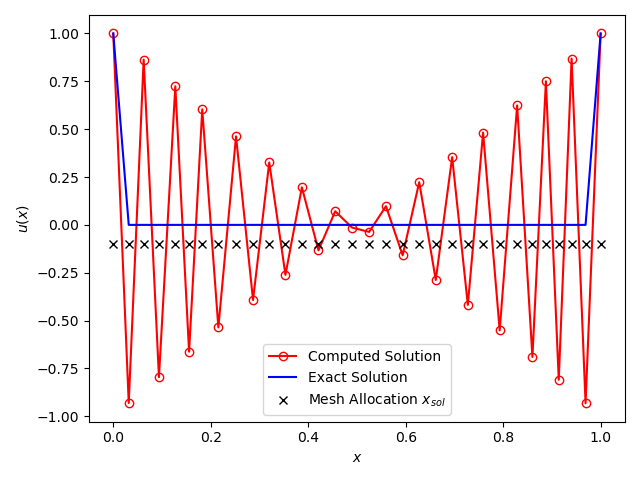 1.00
0.75
0.50
0.25
0.00
−0.25
−0.50
−0.75
−1.00
u(x)
Computed Solution
Exact Solution
Mesh Allocation x_sol
0.0 0.2 0.4 0.6 0.8 1.0
x